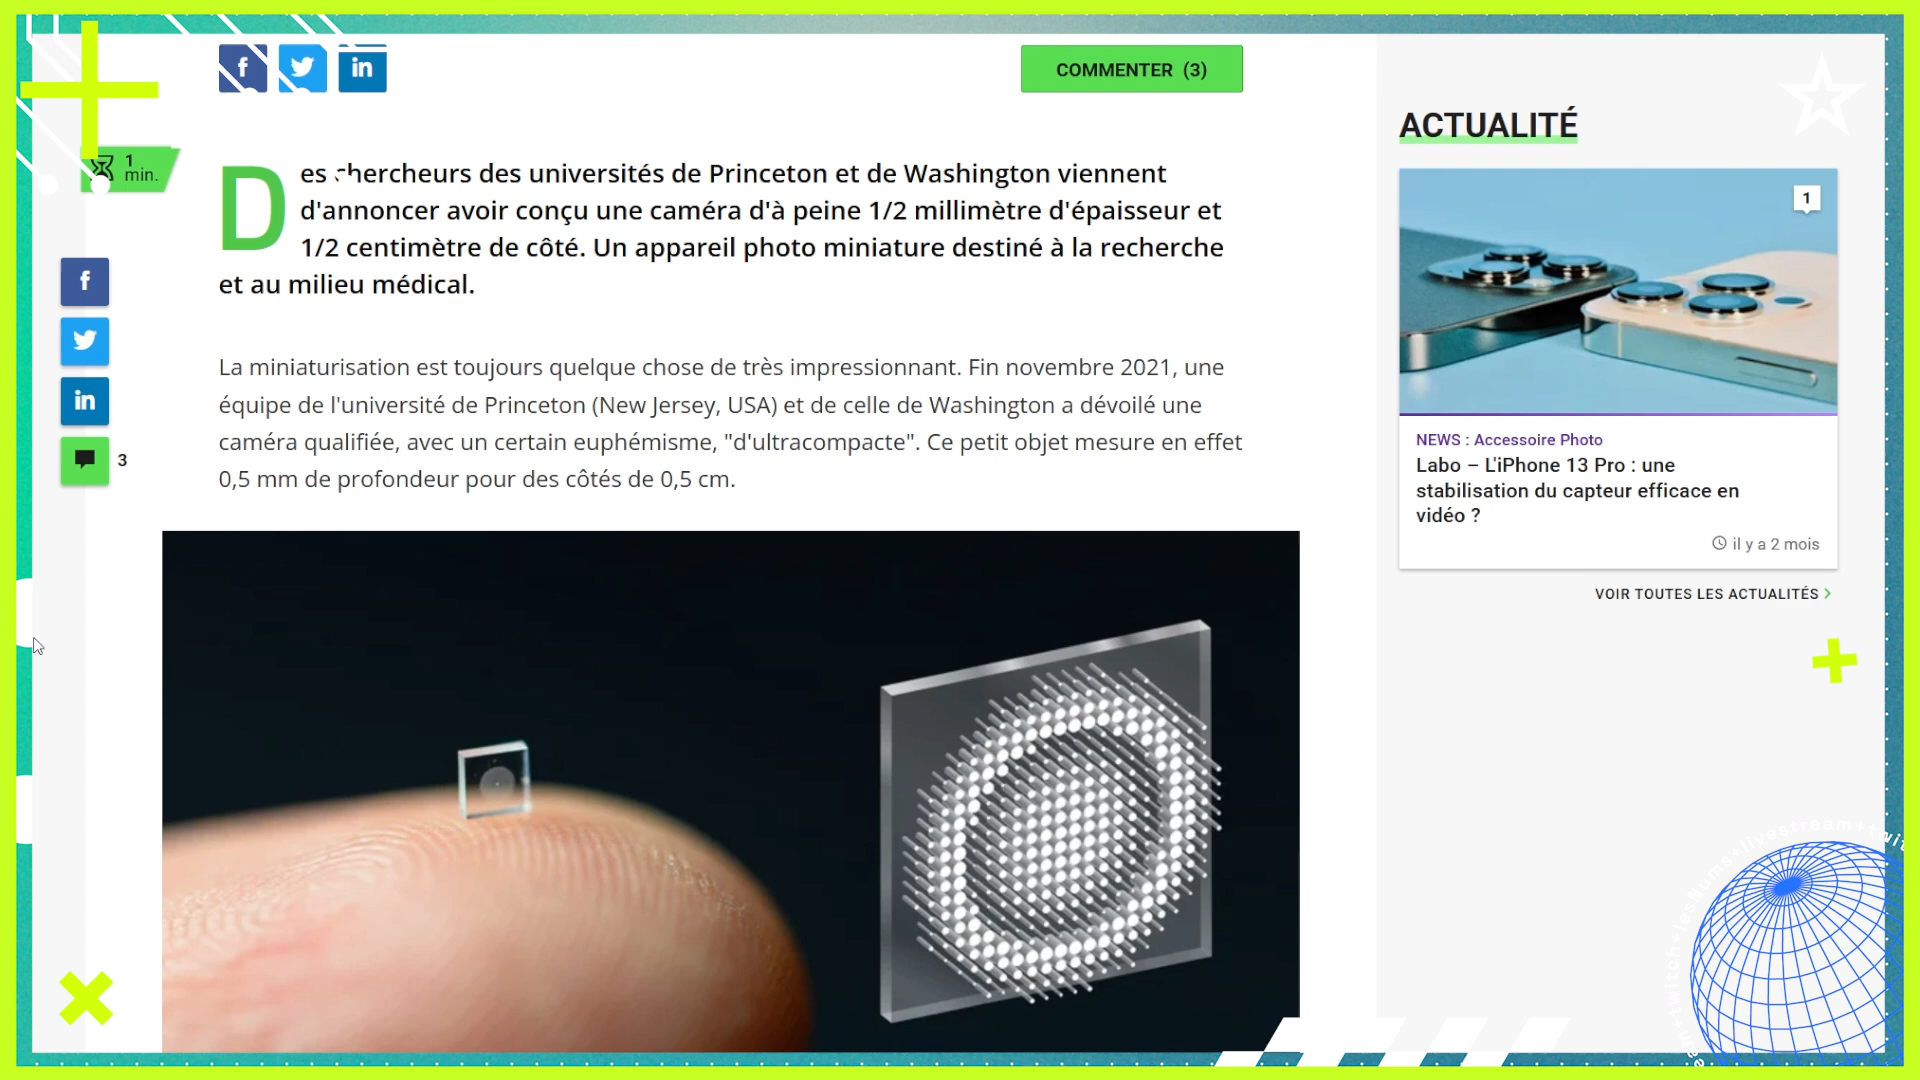 COMMENTER (3)
1
min.
Des chercheurs des universités de Princeton et de Washington viennent
d'annoncer avoir conçu une caméra d'à peine 1/2 millimètre d'épaisseur et
1/2 centimètre de côté. Un appareil photo miniature destiné à la recherche
et au milieu médical.
La miniaturisation est toujours quelque chose de très impressionnant. Fin novembre 2021, une
équipe de l'université de Princeton (New Jersey, USA) et de celle de Washington a dévoilé une
caméra qualifiée, avec un certain euphémisme, "d'ultracompacte". Ce petit objet mesure en effet
0,5 mm de profondeur pour des côtés de 0,5 cm.
3
ACTUALITÉ
1
NEWS : Accessoire Photo
Labo – L'iPhone 13 Pro : une
stabilisation du capteur efficace en
vidéo ?
il y a 2 mois
VOIR TOUTES LES ACTUALITÉS
twitch+leslllums+livestream+twit